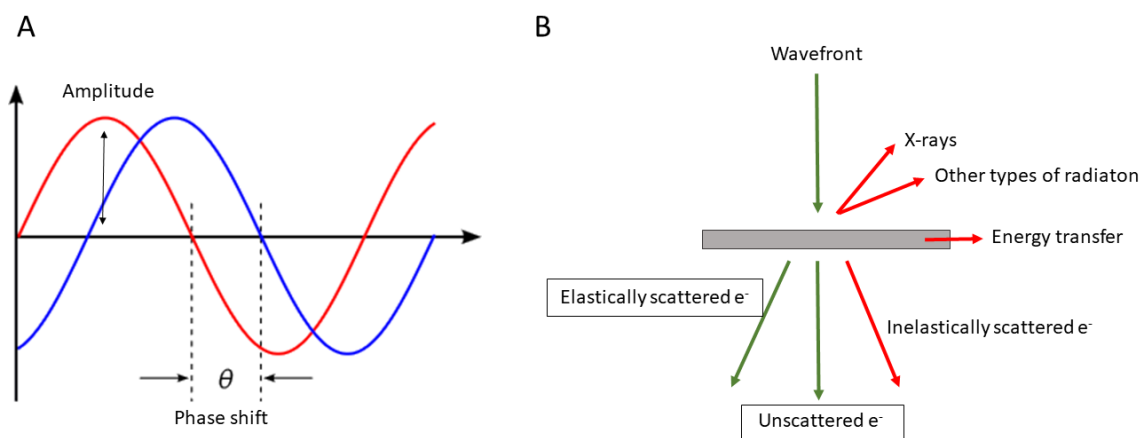 A
Amplitude
θ
Phase shift
B
Wavefront
X-rays
Other types of radiaton
Energy transfer
Elastically scattered e-
Inelastically scattered e-
Unscattered e-